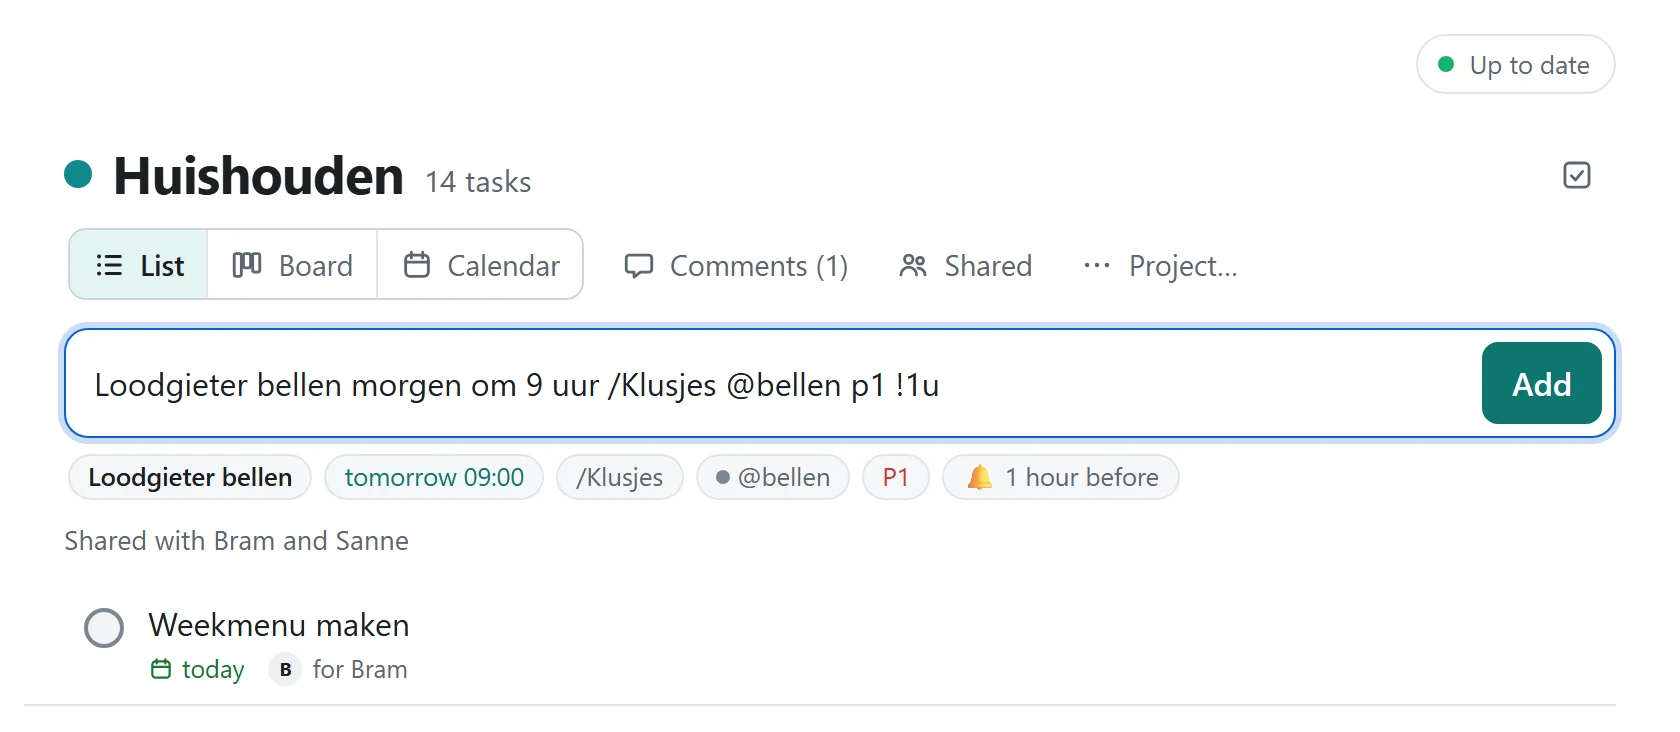 Up to date
Huishouden 14 tasks
List Board Calendar Comments (1) Shared Project...
Loodgieter bellen morgen om 9 uur /Klusjes @bellen p1 !1u Add
Loodgieter bellen tomorrow 09:00 /Klusjes @bellen P1 1 hour before
Shared with Bram and Sanne
Weekmenu maken
today B for Bram